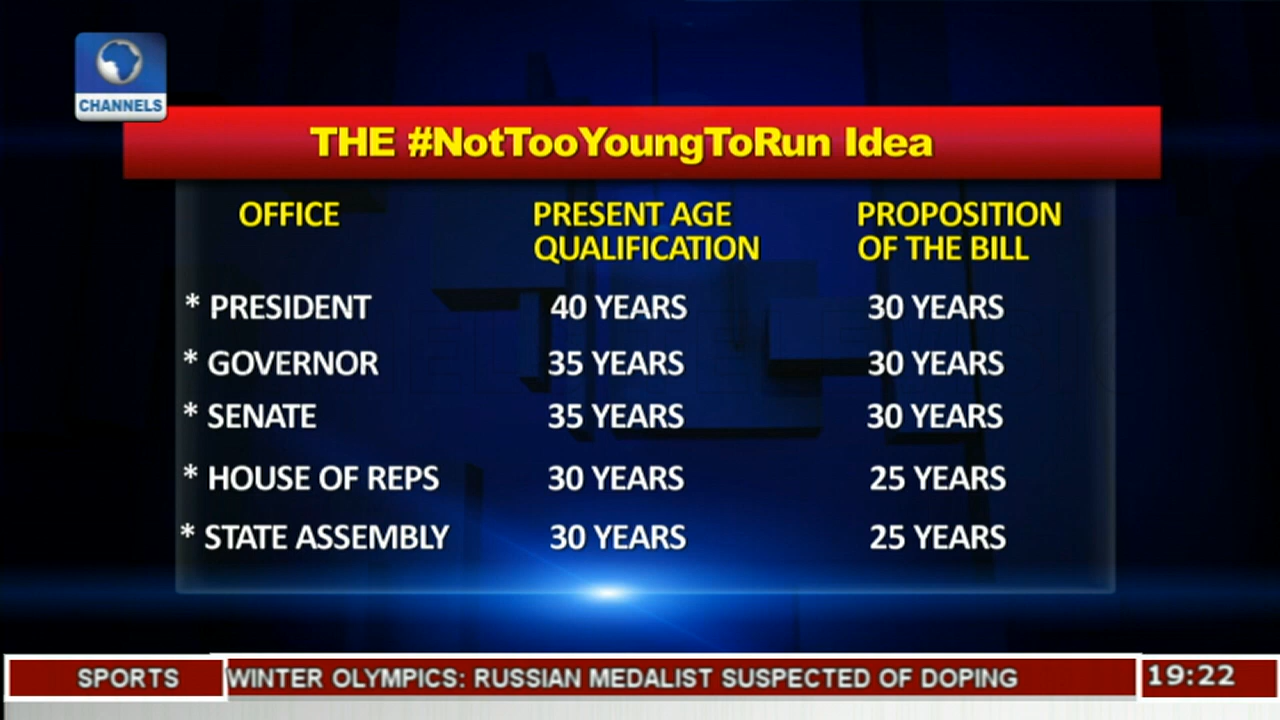 CHANNELS
THE #NotTooYoungToRun Idea
OFFICE
PRESENT AGE
QUALIFICATION
PROPOSITION
OF THE BILL
* PRESIDENT 40 YEARS 30 YEARS
* GOVERNOR 35 YEARS 30 YEARS
* SENATE 35 YEARS 30 YEARS
* HOUSE OF REPS 30 YEARS 25 YEARS
* STATE ASSEMBLY 30 YEARS 25 YEARS
SPORTS WINTER OLYMPICS: RUSSIAN MEDALIST SUSPECTED OF DOPING 19:22